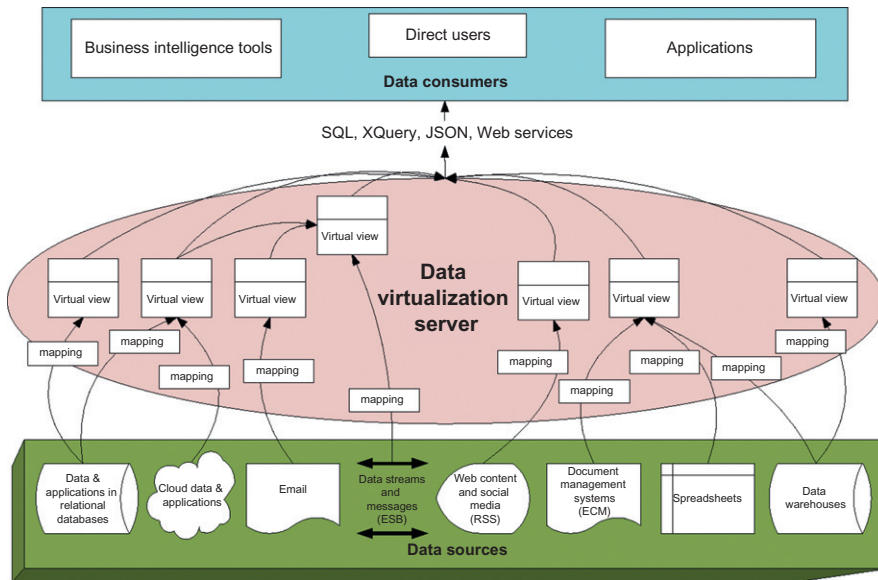 Business intelligence tools
Direct users
Applications
Data consumers
SQL, XQuery, JSON, Web services
Virtual view
Virtual view
Virtual view
Virtual view
Data
virtualization
server
Virtual view
Virtual view
Virtual view
mapping
mapping
mapping
mapping
mapping
mapping
mapping
mapping
mapping
mapping
Data &
applications in
relational
databases
Cloud data &
applications
Email
Data streams
and
messages
(ESB)
Web content
and social
media
(RSS)
Document
management
systems
(ECM)
Spreadsheets
Data
warehouses
Data sources